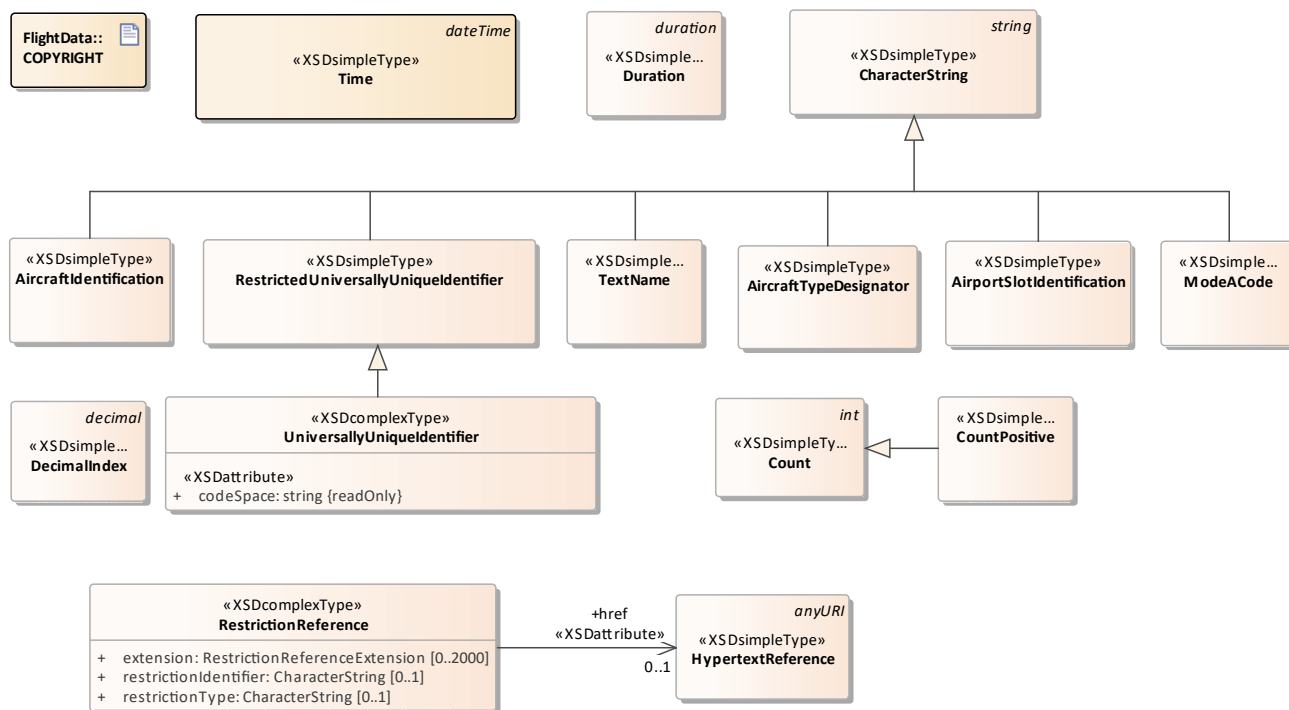 FlightData::
COPYRIGHT
dateTime
«XSDsimpleType»
Time
duration
«XSDsimple...
Duration
string
«XSDsimpleType»
CharacterString
«XSDsimpleType»
AircraftIdentification
«XSDsimpleType»
RestrictedUniversallyUniqueIdentifier
«XSDsimple...
TextName
«XSDsimpleType»
AircraftTypeDesignator
«XSDsimpleType»
AirportSlotIdentification
«XSDsimple...
ModeACode
decimal
«XSDsimple...
DecimalIndex
«XSDcomplexType»
UniversallyUniqueIdentifier
«XSDattribute»
+ codeSpace: string {readOnly}
int
«XSDsimpleTy...
Count
«XSDsimple...
CountPositive
«XSDcomplexType»
RestrictionReference
+ extension: RestrictionReferenceExtension [0..2000]
+ restrictionIdentifier: CharacterString [0..1]
+ restrictionType: CharacterString [0..1]
+href
«XSDattribute»
0..1
anyURI
«XSDsimpleType»
HypertextReference